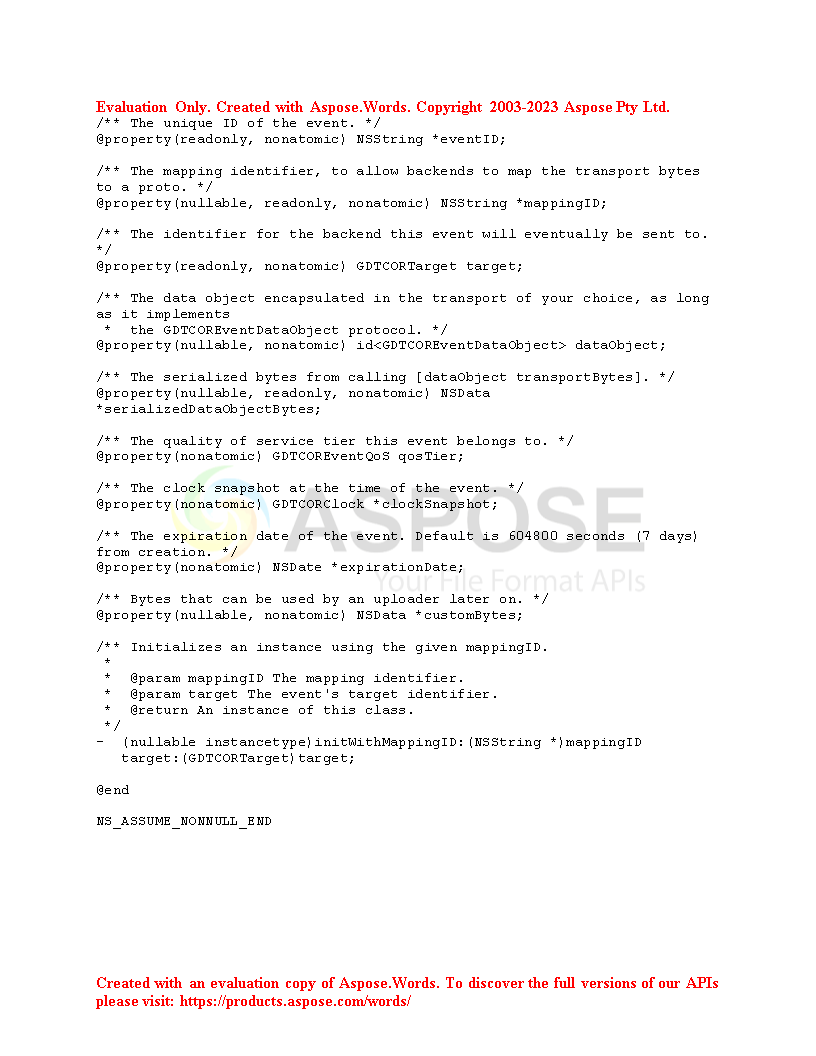 Evaluation Only. Created with Aspose.Words. Copyright 2003-2023 Aspose Pty Ltd.
/** The unique ID of the event. */
@property(readonly, nonatomic) NSString *eventID;
/** The mapping identifier, to allow backends to map the transport bytes
to a proto. */
@property(nullable, readonly, nonatomic) NSString *mappingID;
/** The identifier for the backend this event will eventually be sent to.
*/
@property(readonly, nonatomic) GDTCORTarget target;
/** The data object encapsulated in the transport of your choice, as long
as it implements
 *  the GDTCOREventDataObject protocol. */
@property(nullable, nonatomic) id<GDTCOREventDataObject> dataObject;
/** The serialized bytes from calling [dataObject transportBytes]. */
@property(nullable, readonly, nonatomic) NSData
*serializedDataObjectBytes;
/** The quality of service tier this event belongs to. */
@property(nonatomic) GDTCOREventQoS qosTier;
/** The clock snapshot at the time of the event. */
@property(nonatomic) GDTCORClock *clockSnapshot;
ASPOSE
/** The expiration date of the event. Default is 604800 seconds (7 days)
from creation. */
@property(nonatomic) NSDate *expirationDate;
Your File Format APIs
/** Bytes that can be used by an uploader later on. */
@property(nullable, nonatomic) NSData *customBytes;
/** Initializes an instance using the given mappingID.
 *
 *  @param mappingID The mapping identifier.
 *  @param target The event's target identifier.
 *  @return An instance of this class.
 */
-  (nullable instancetype)initWithMappingID:(NSString *)mappingID
   target:(GDTCORTarget)target;
@end
NS_ASSUME_NONNULL_END
Created with an evaluation copy of Aspose.Words. To discover the full versions of our APIs
please visit: https://products.aspose.com/words/